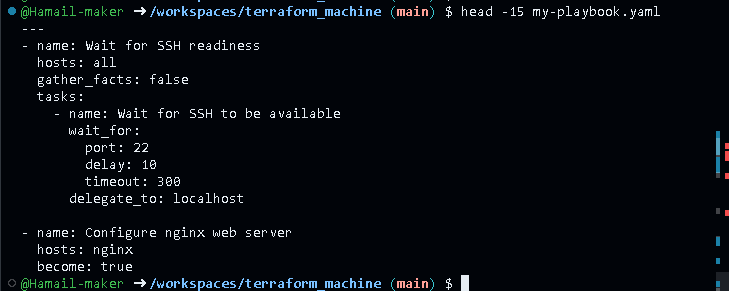 @Hamail-maker ➜/workspaces/terraform_machine (main) $ head -15 my-playbook.yaml
---
- name: Wait for SSH readiness
  hosts: all
  gather_facts: false
  tasks:
    - name: Wait for SSH to be available
      wait_for:
        port: 22
        delay: 10
        timeout: 300
      delegate_to: localhost

- name: Configure nginx web server
  hosts: nginx
  become: true
@Hamail-maker ➜/workspaces/terraform_machine (main) $